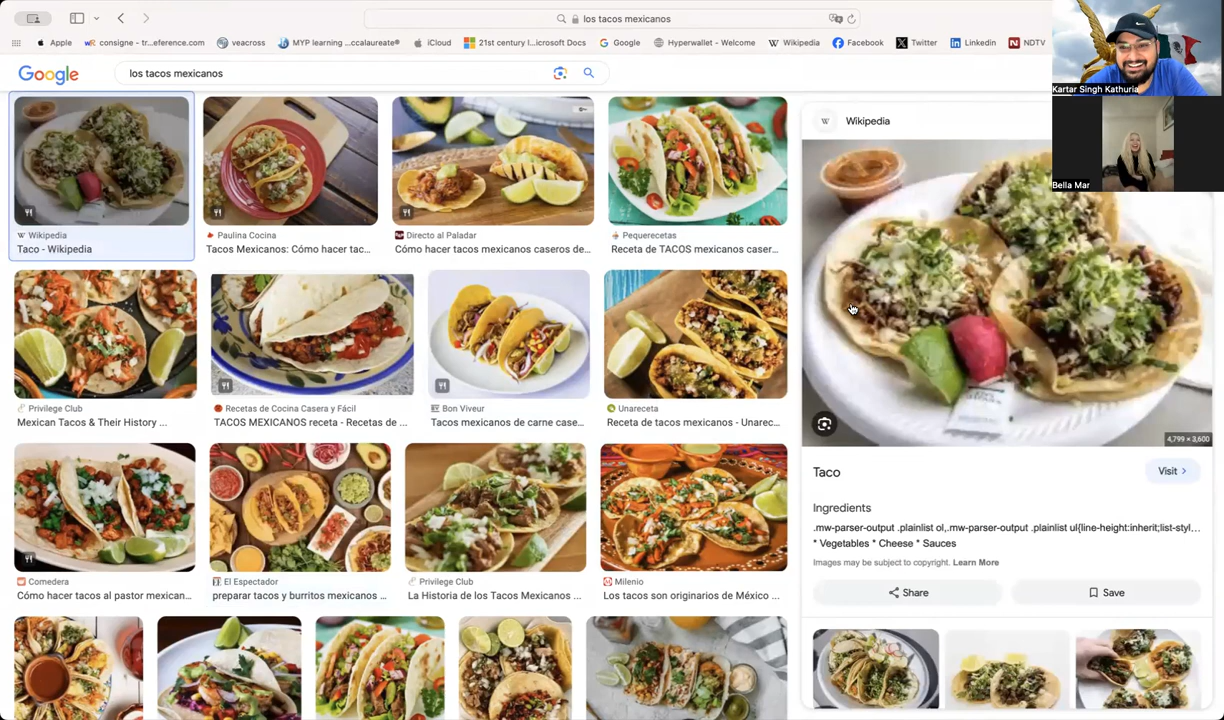 los tacos mexicanos
Apple
consigne - tr...eference.com
veacross
MYP learning ...ccalaureate®
iCloud
21st century l...icrosoft Docs
Google
Hyperwallet - Welcome
Wikipedia
Facebook
Twitter
Linkedin
NDTV
Google
los tacos mexicanos
Kartar Singh Kathuria
Bella Mar
Wikipedia
Taco - Wikipedia
Paulina Cocina
Tacos Mexicanos: Cómo hacer tac...
Directo al Paladar
Cómo hacer tacos mexicanos caseros de...
Pequerecetas
Receta de TACOS mexicanos caser...
Privilege Club
Mexican Tacos & Their History ...
Recetas de Cocina Casera y Fácil
TACOS MEXICANOS receta - Recetas de ...
Bon Viveur
Tacos mexicanos de carne case...
Unareceta
Receta de tacos mexicanos - Unarec...
Comedera
Cómo hacer tacos al pastor mexican...
El Espectador
preparar tacos y burritos mexicanos ...
Privilege Club
La Historia de los Tacos Mexicanos ...
Milenio
Los tacos son originarios de México ...
Wikipedia
4,799 × 3,600
Taco
Visit
Ingredients
.mw-parser-output .plainlist ol,.mw-parser-output .plainlist ul{line-height:inherit;list-styl...
* Vegetables * Cheese * Sauces
Images may be subject to copyright. Learn More
Share
Save